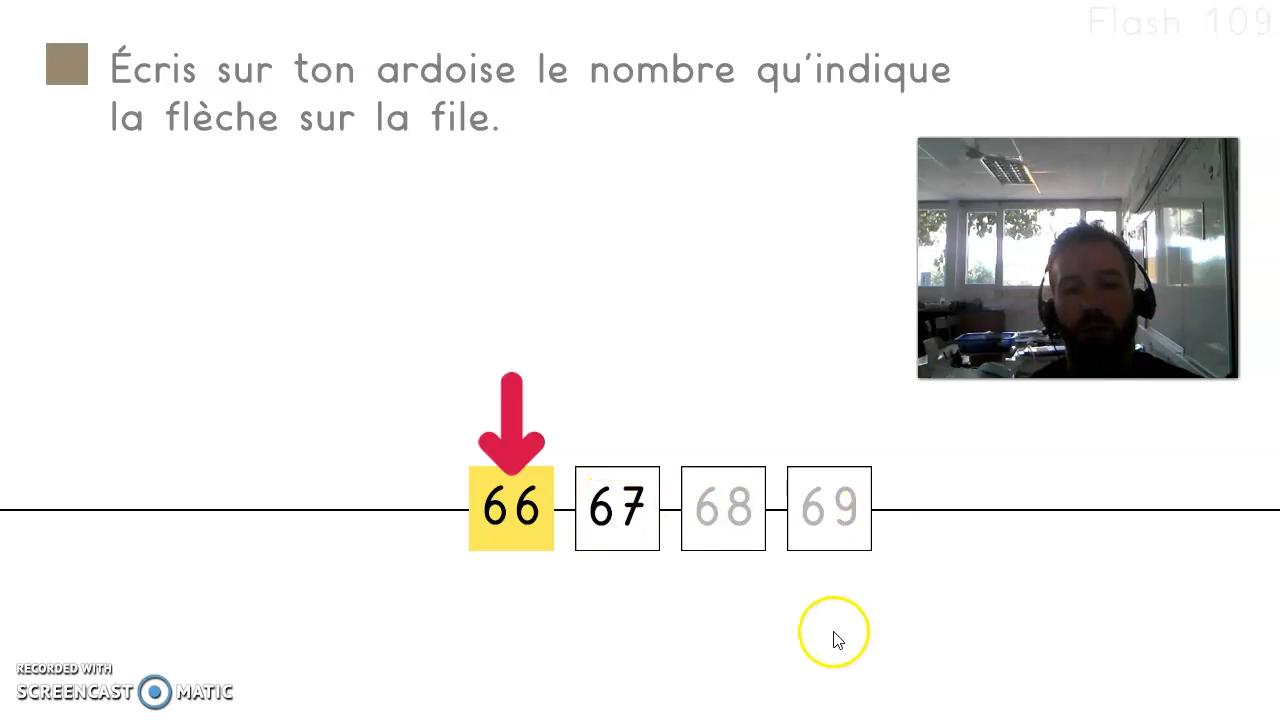 Flash 109
Écris sur ton ardoise le nombre qu'indique
la flèche sur la file.
66 67 68 69
RECORDED WITH
SCREENCAST MATIC